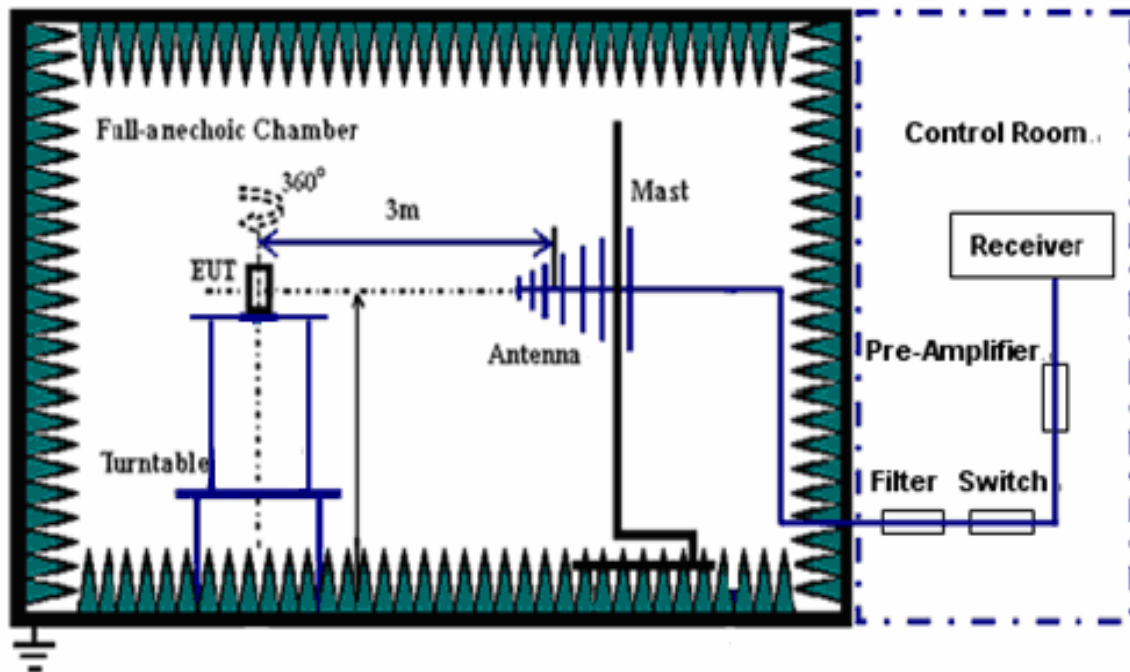 Full-anechoic Chamber
360°
3m
Mast
EUT
Antenna
Turntable
Control Room
Receiver
Pre-Amplifier
Filter Switch